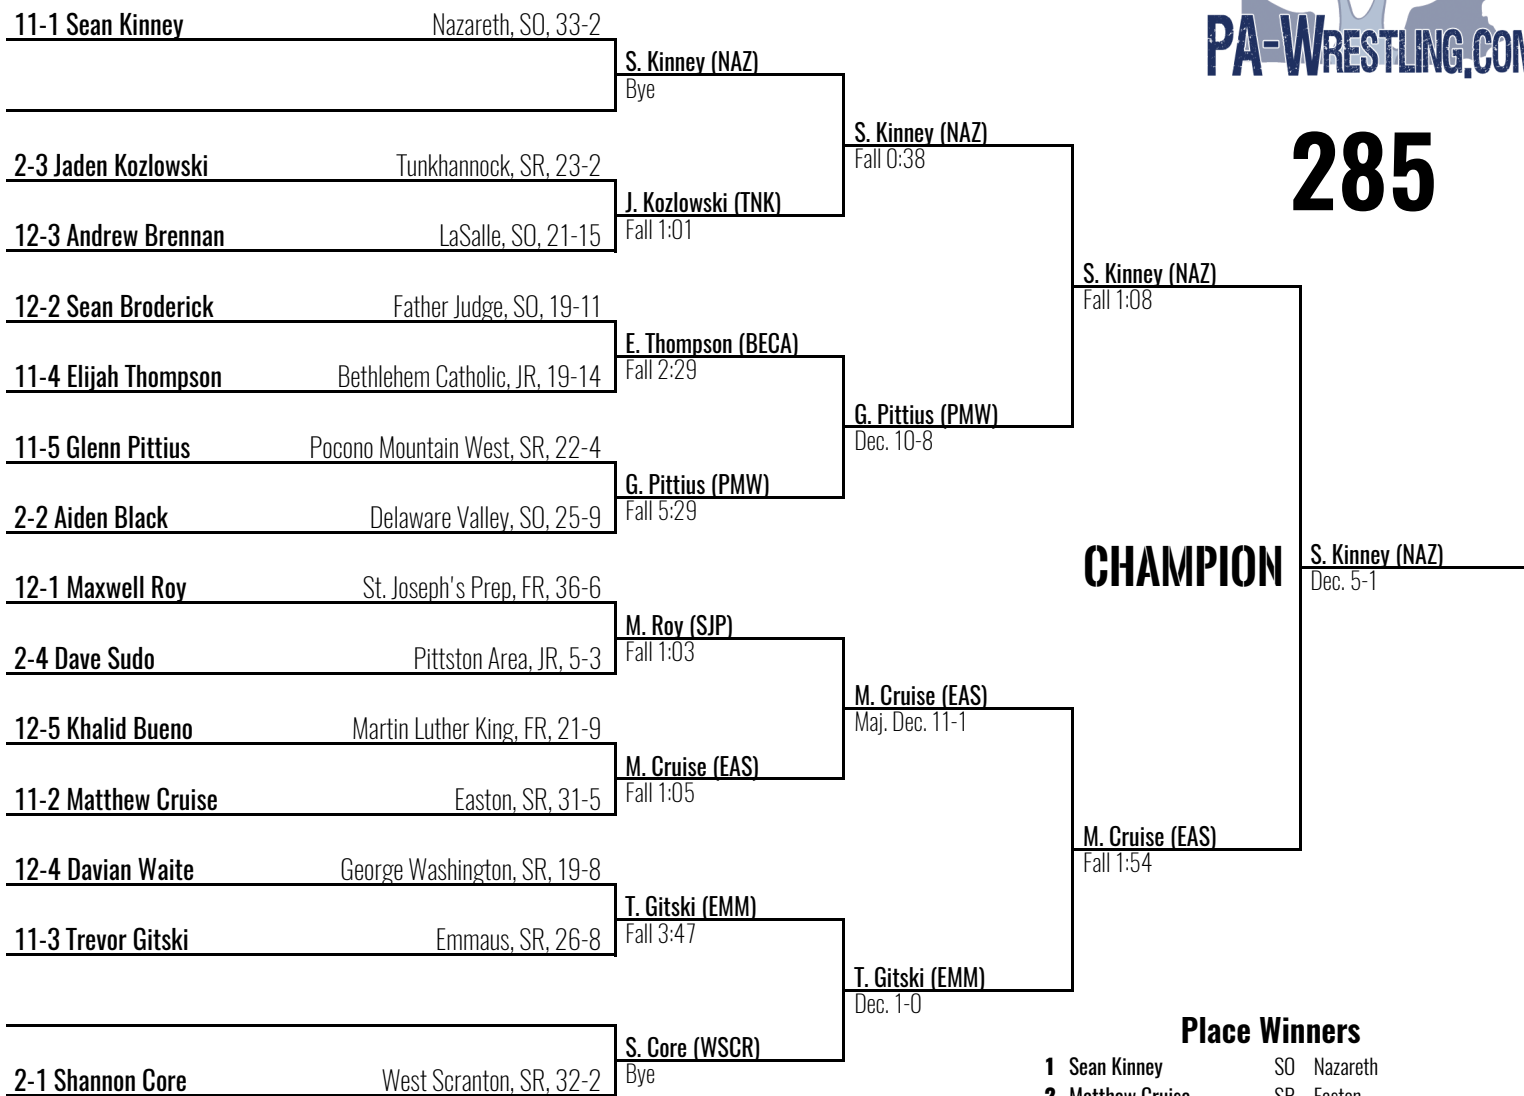 11-1 Sean Kinney Nazareth, SO, 33-2
PA-WRESTLING.COM
S. Kinney (NAZ)
Bye
S. Kinney (NAZ)
Fall 0:38
285
2-3 Jaden Kozlowski Tunkhannock, SR, 23-2
J. Kozlowski (TNK)
Fall 1:01
12-3 Andrew Brennan LaSalle, SO, 21-15
S. Kinney (NAZ)
Fall 1:08
12-2 Sean Broderick Father Judge, SO, 19-11
E. Thompson (BECA)
Fall 2:29
11-4 Elijah Thompson Bethlehem Catholic, JR, 19-14
G. Pittius (PMW)
Dec. 10-8
11-5 Glenn Pittius Pocono Mountain West, SR, 22-4
G. Pittius (PMW)
Fall 5:29
2-2 Aiden Black Delaware Valley, SO, 25-9
CHAMPION
S. Kinney (NAZ)
Dec. 5-1
12-1 Maxwell Roy St. Joseph's Prep, FR, 36-6
M. Roy (SJP)
Fall 1:03
2-4 Dave Sudo Pittston Area, JR, 5-3
M. Cruise (EAS)
Maj. Dec. 11-1
12-5 Khalid Bueno Martin Luther King, FR, 21-9
M. Cruise (EAS)
Fall 1:05
11-2 Matthew Cruise Easton, SR, 31-5
M. Cruise (EAS)
Fall 1:54
12-4 Davian Waite George Washington, SR, 19-8
T. Gitski (EMM)
Fall 3:47
11-3 Trevor Gitski Emmaus, SR, 26-8
T. Gitski (EMM)
Dec. 1-0
S. Core (WSCR)
Bye
2-1 Shannon Core West Scranton, SR, 32-2
Place Winners
1 Sean Kinney SO Nazareth
2 Matthew Cruise SR Easton